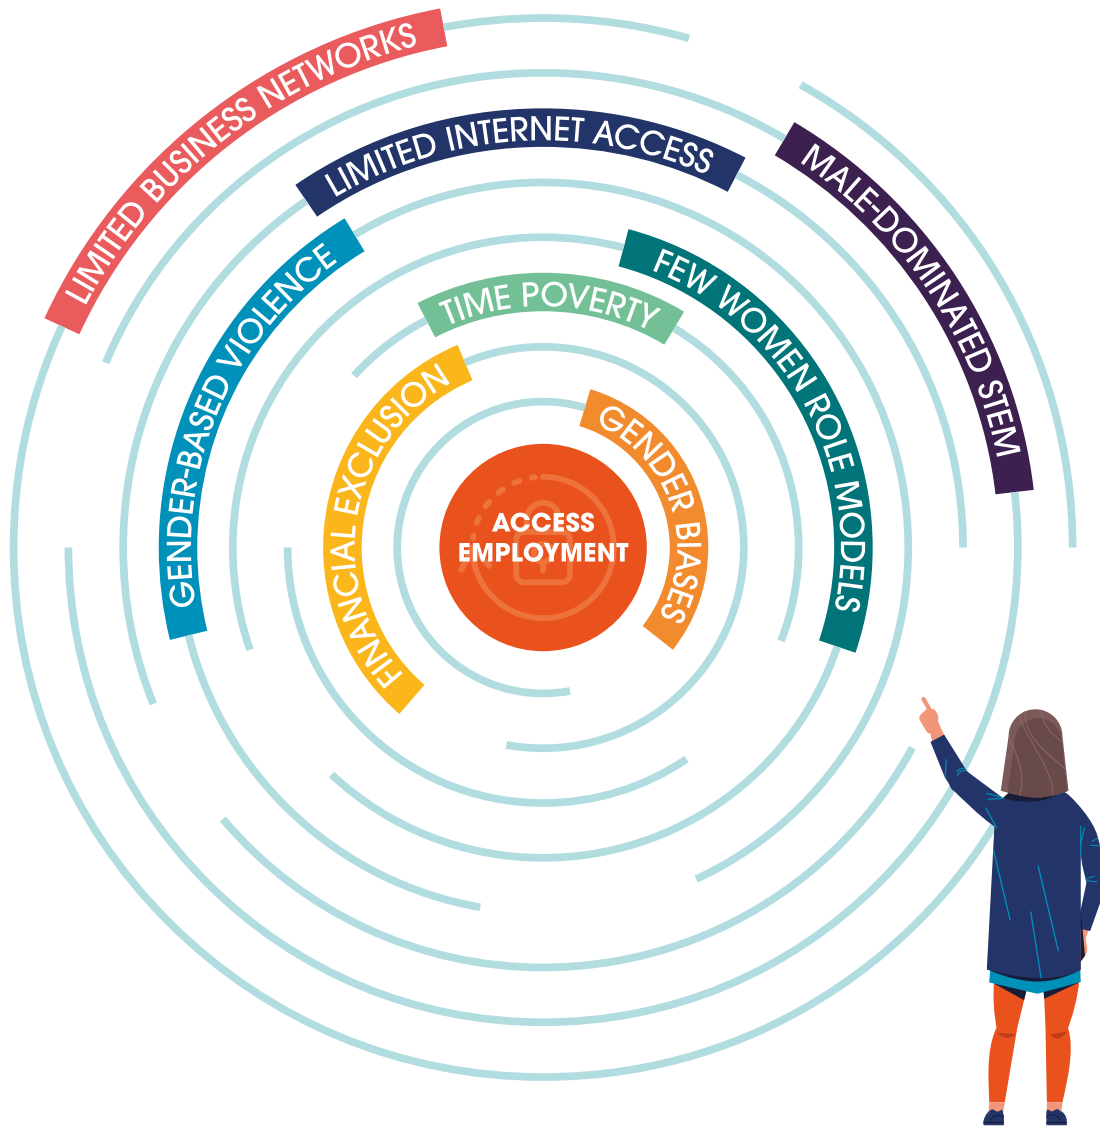 LIMITED BUSINESS NETWORKS
LIMITED INTERNET ACCESS
MALE-DOMINATED STEM
GENDER-BASED VIOLENCE
FEW WOMEN ROLE MODELS
TIME POVERTY
FINANCIAL EXCLUSION
GENDER BIASES
ACCESS
EMPLOYMENT